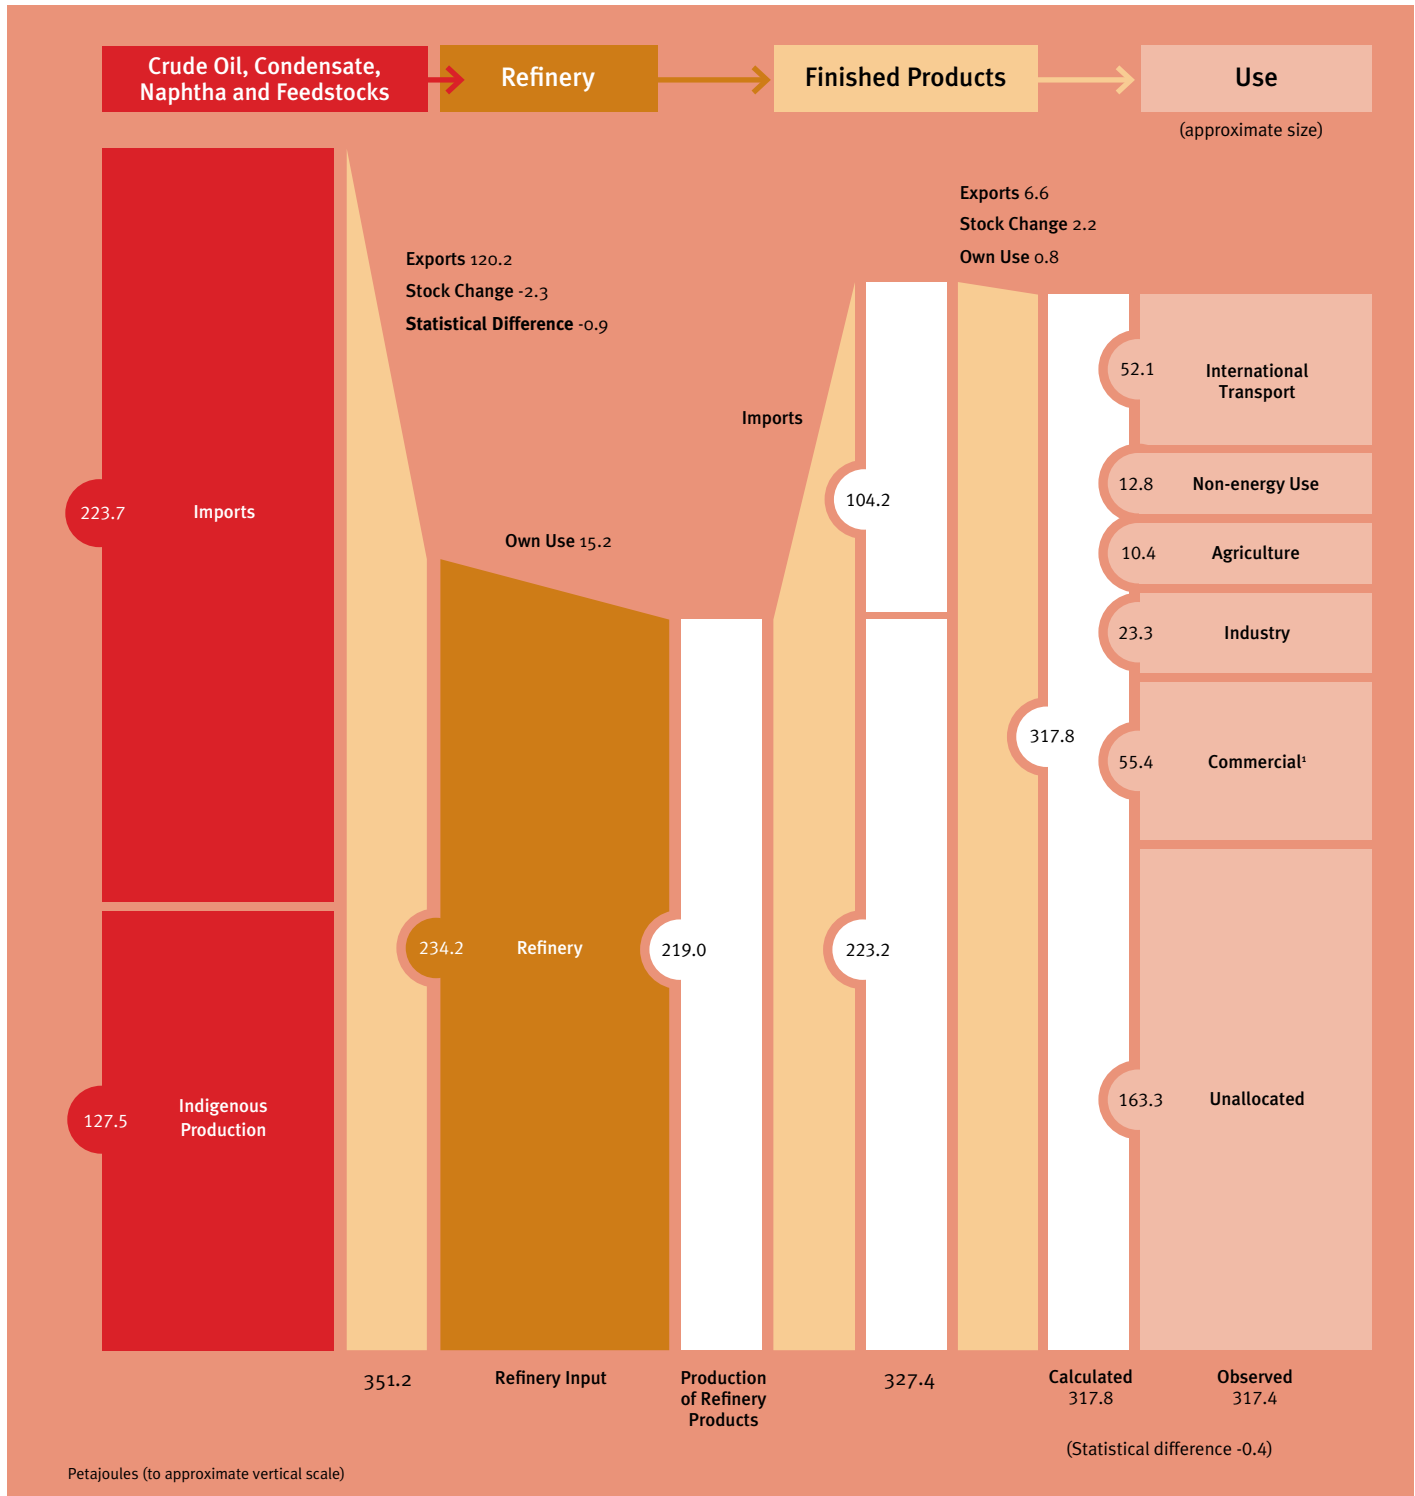 Crude Oil, Condensate,
Naphtha and Feedstocks
Refinery
Finished Products
Use
(approximate size)
Exports 6.6
Stock Change 2.2
Own Use 0.8
Exports 120.2
Stock Change -2.3
Statistical Difference -0.9
52.1
International
Transport
Imports
12.8
Non-energy Use
104.2
223.7
Imports
Own Use 15.2
10.4
Agriculture
23.3
Industry
317.8
55.4
Commercial¹
234.2
Refinery
219.0
223.2
127.5
Indigenous
Production
163.3
Unallocated
351.2
Refinery Input
Production
of Refinery
Products
327.4
Calculated
317.8
Observed
317.4
(Statistical difference -0.4)
Petajoules (to approximate vertical scale)